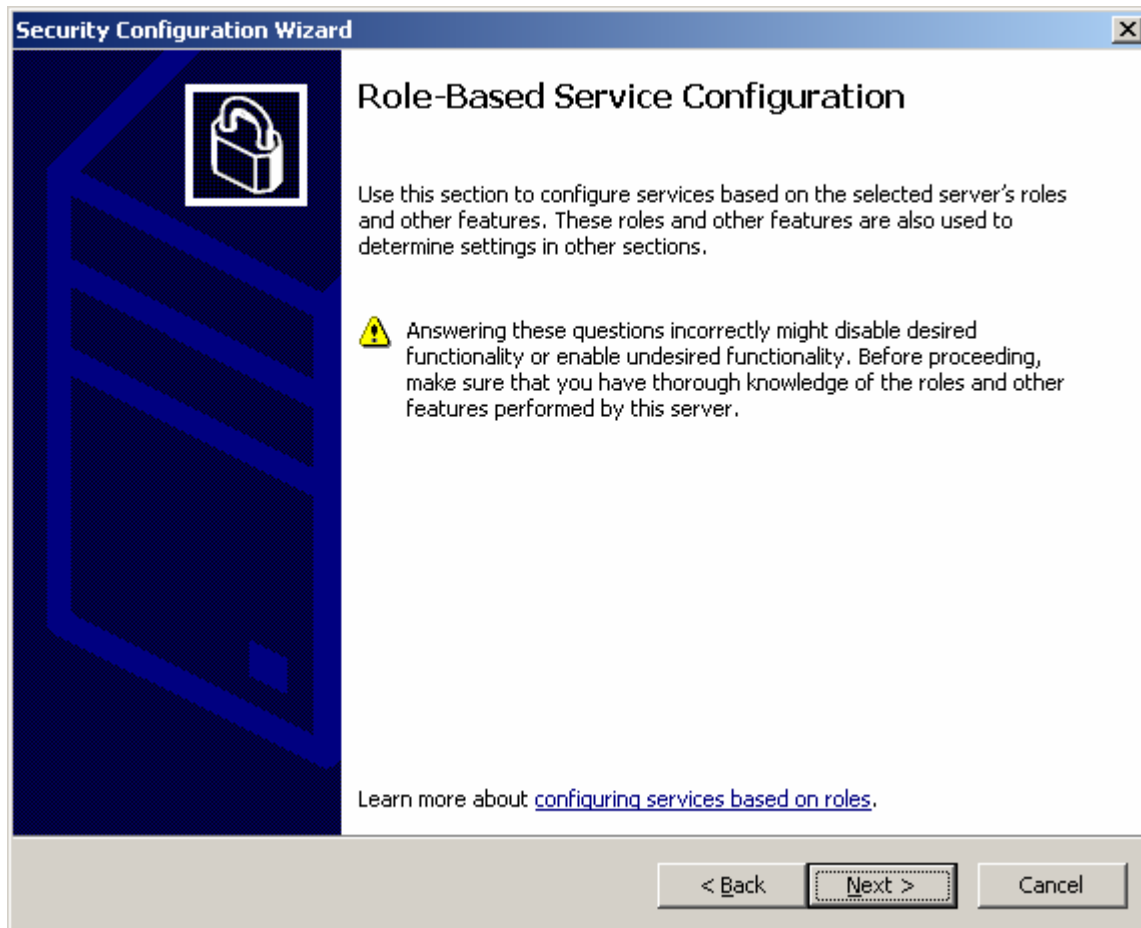 Security Configuration Wizard
Role-Based Service Configuration
Use this section to configure services based on the selected server's roles
and other features. These roles and other features are also used to
determine settings in other sections.
Answering these questions incorrectly might disable desired
functionality or enable undesired functionality. Before proceeding,
make sure that you have thorough knowledge of the roles and other
features performed by this server.
Learn more about configuring services based on roles.
< Back Next > Cancel